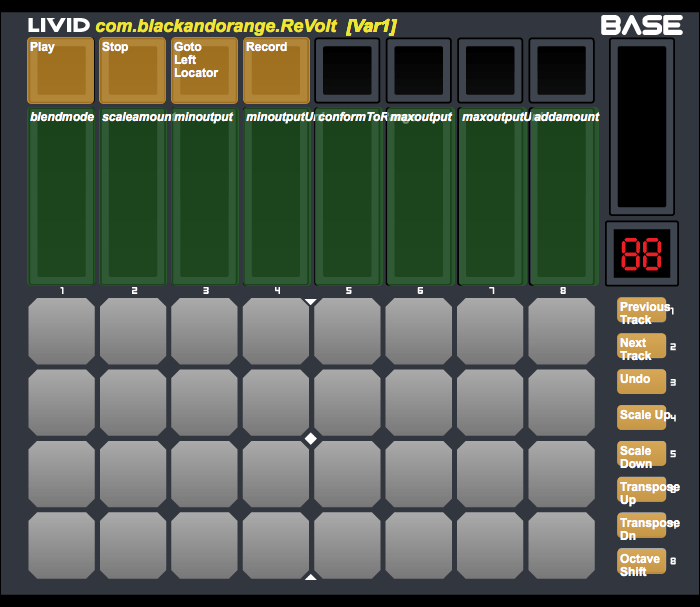 LIVID com.blackandorange.ReVolt [Var1] BASE
Play Stop Goto Left Locator Record
blendmode scaleamoun minoutput minoutputU conformToR maxoutput maxoutputU addamount
88
1 2 3 4 5 6 7 8
Previous Track 1
Next Track 2
Undo 3
Scale Up 4
Scale Down 5
Transpose Up
Transpose Dn
Octave Shift 8